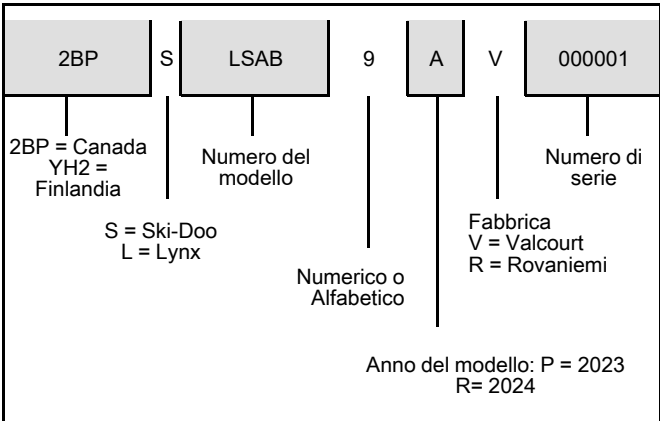 2BP S LSAB 9 A V 000001
2BP = Canada
YH2 =
Finlandia
Numero del
modello
Numero di
serie
S = Ski-Doo
L = Lynx
Fabbrica
V = Valcourt
R = Rovaniemi
Numerico o
Alfabetico
Anno del modello: P = 2023
R= 2024